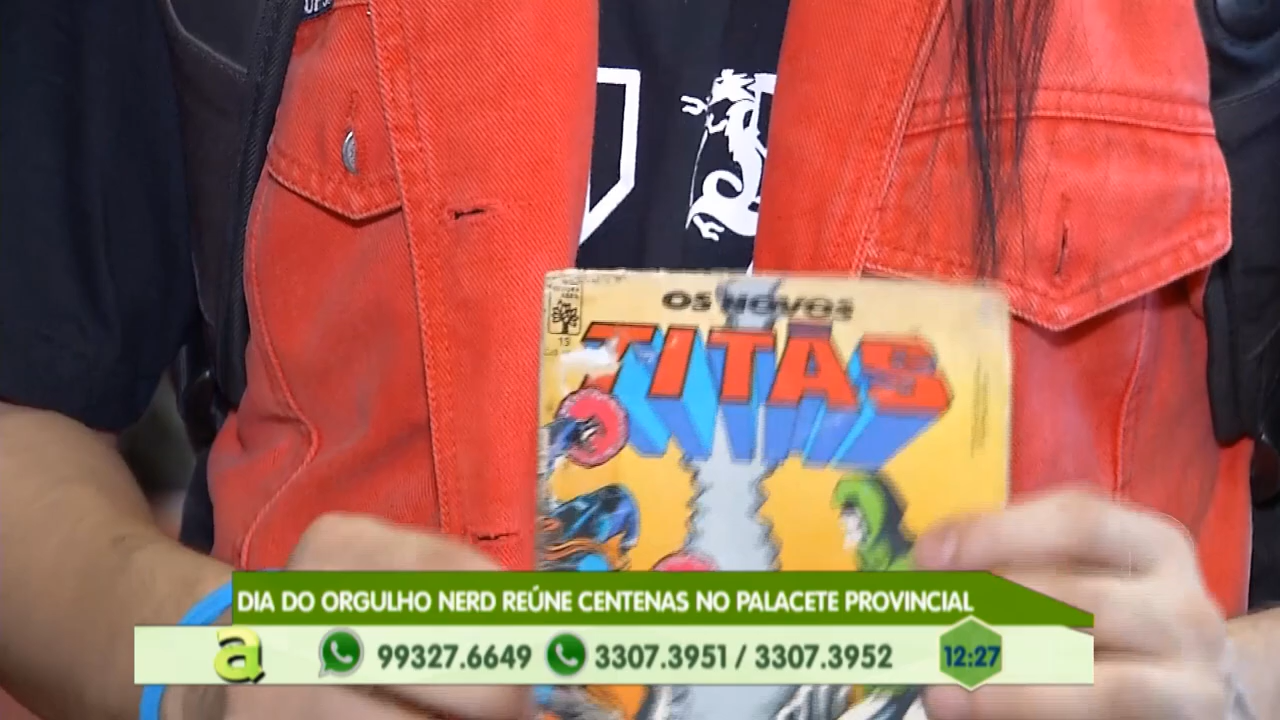 OS NOVOS
TITÃS
13
DIA DO ORGULHO NERD REÚNE CENTENAS NO PALACETE PROVINCIAL
a
99327.6649
3307.3951 / 3307.3952
12:27